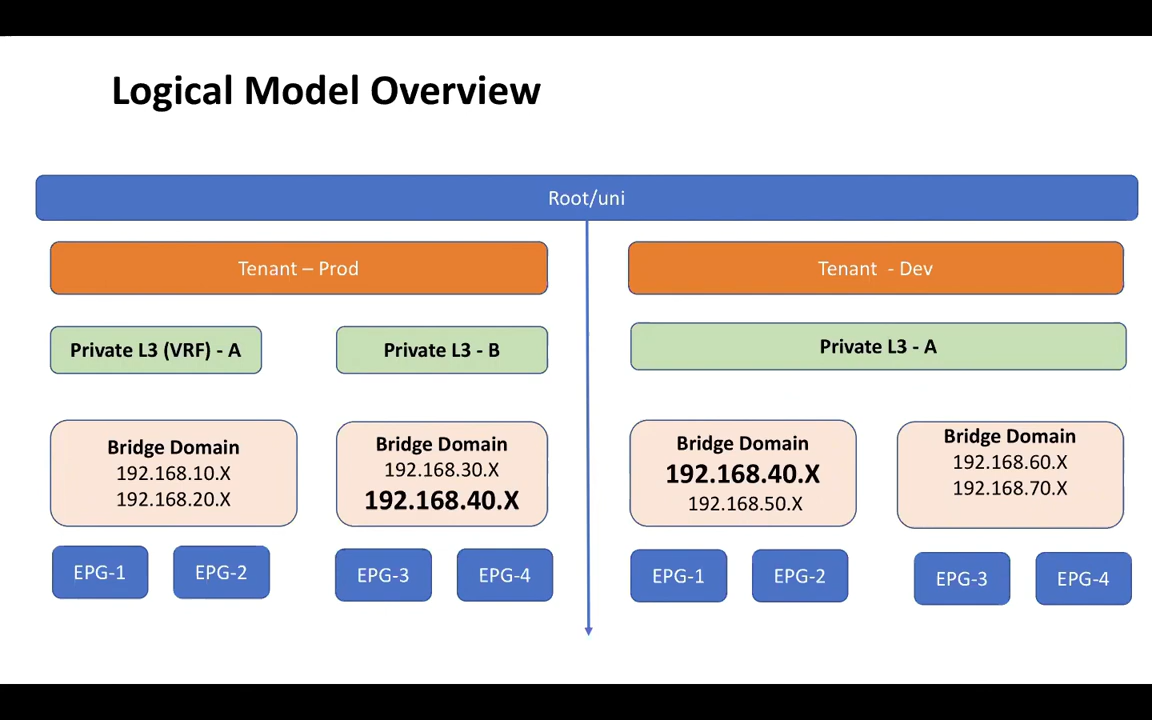 Logical Model Overview
Root/uni
Tenant – Prod
Tenant  - Dev
Private L3 (VRF) - A
Private L3 - B
Private L3 - A
Bridge Domain
192.168.10.X
192.168.20.X
Bridge Domain
192.168.30.X
192.168.40.X
Bridge Domain
192.168.40.X
192.168.50.X
Bridge Domain
192.168.60.X
192.168.70.X
EPG-1
EPG-2
EPG-3
EPG-4
EPG-1
EPG-2
EPG-3
EPG-4